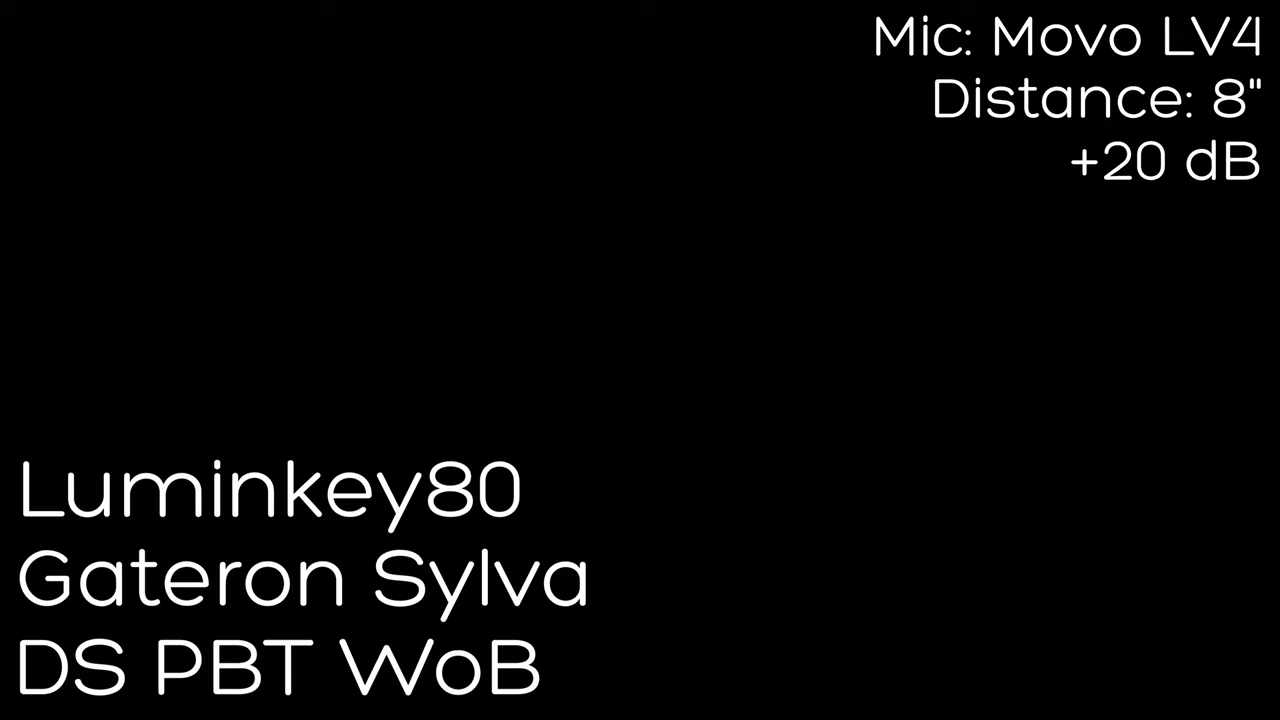 Mic: Movo LV4
Distance: 8"
+20 dB
Luminkey80
Gateron Sylva
DS PBT WoB